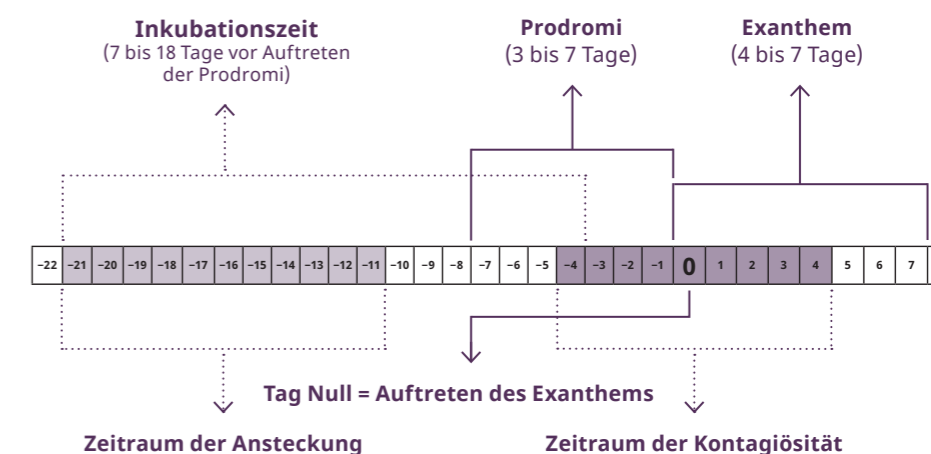 Inkubationszeit
(7 bis 18 Tage vor Auftreten
der Prodromi)
Prodromi
(3 bis 7 Tage)
Exanthem
(4 bis 7 Tage)
−22 −21 −20 −19 −18 −17 −16 −15 −14 −13 −12 −11 −10 −9 −8 −7 −6 −5 −4 −3 −2 −1 0 1 2 3 4 5 6 7
Tag Null = Auftreten des Exanthems
Zeitraum der Ansteckung
Zeitraum der Kontagiösität